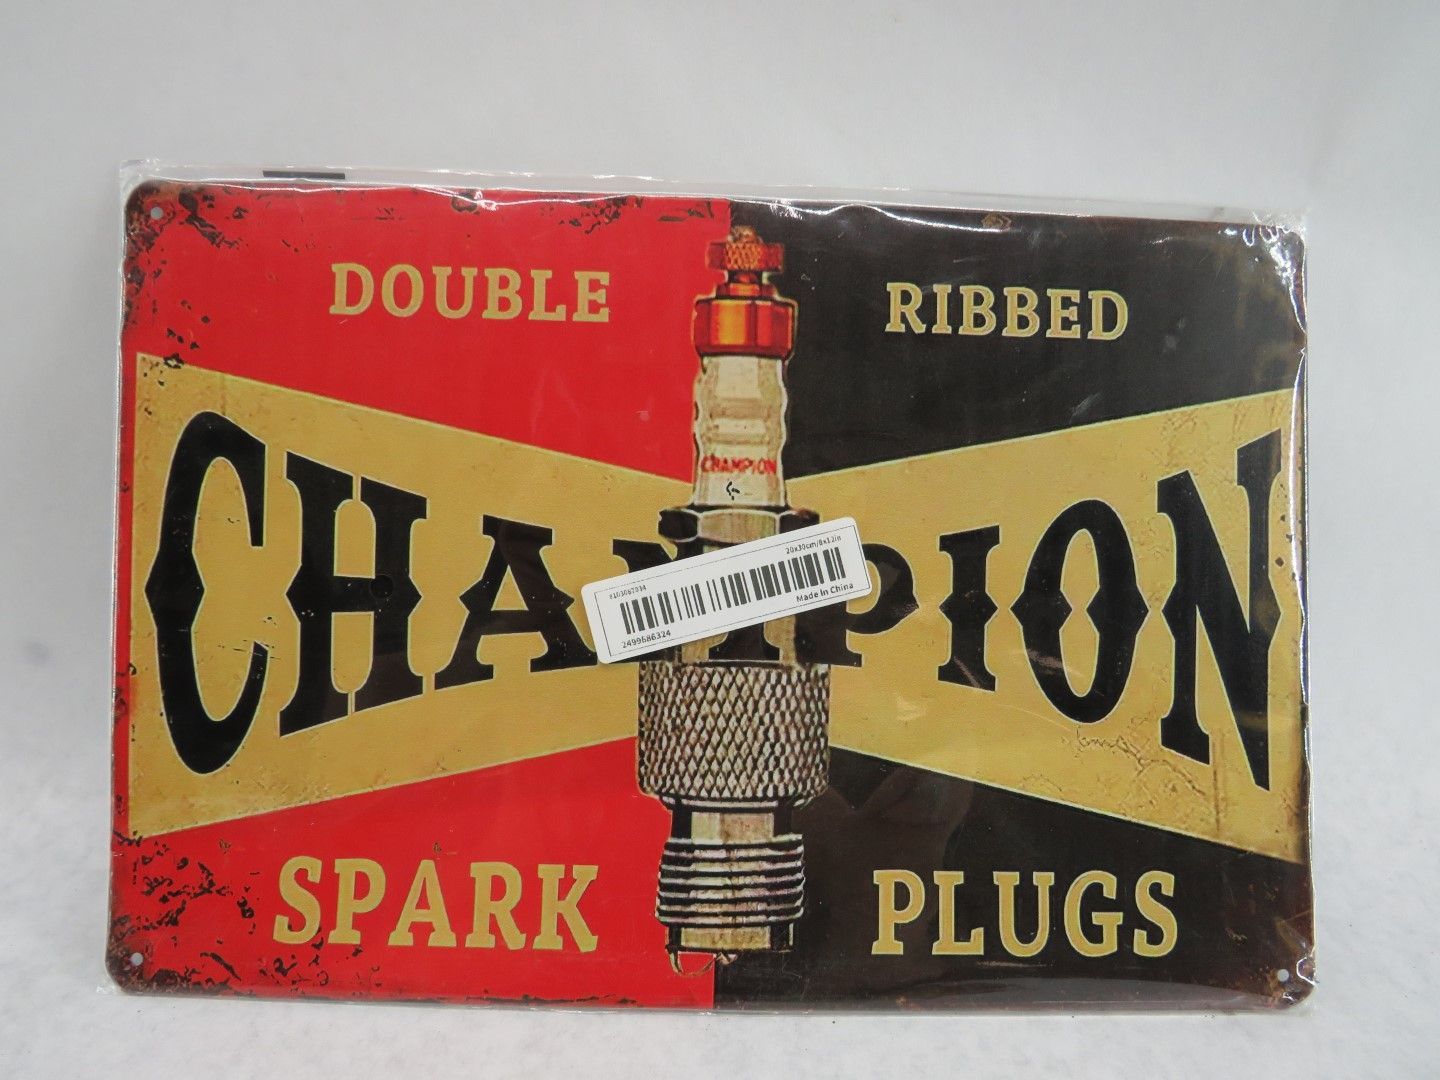 DOUBLE RIBBED
CHAMPION
CHAMPION
20x30cm/8x12in
Made In China
2499686324
SPARK PLUGS